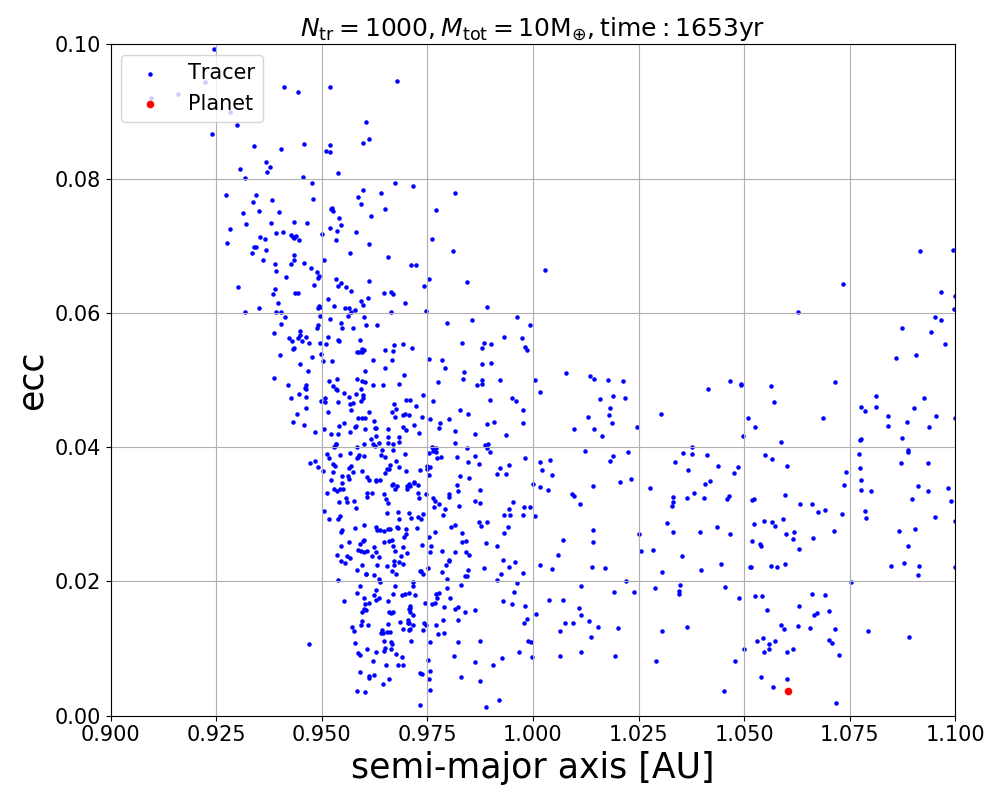 N_tr = 1000, M_tot = 10M_⊕, time : 1653yr
Tracer
Planet
ecc
0.10
0.08
0.06
0.04
0.02
0.00
0.900 0.925 0.950 0.975 1.000 1.025 1.050 1.075 1.100
semi-major axis [AU]